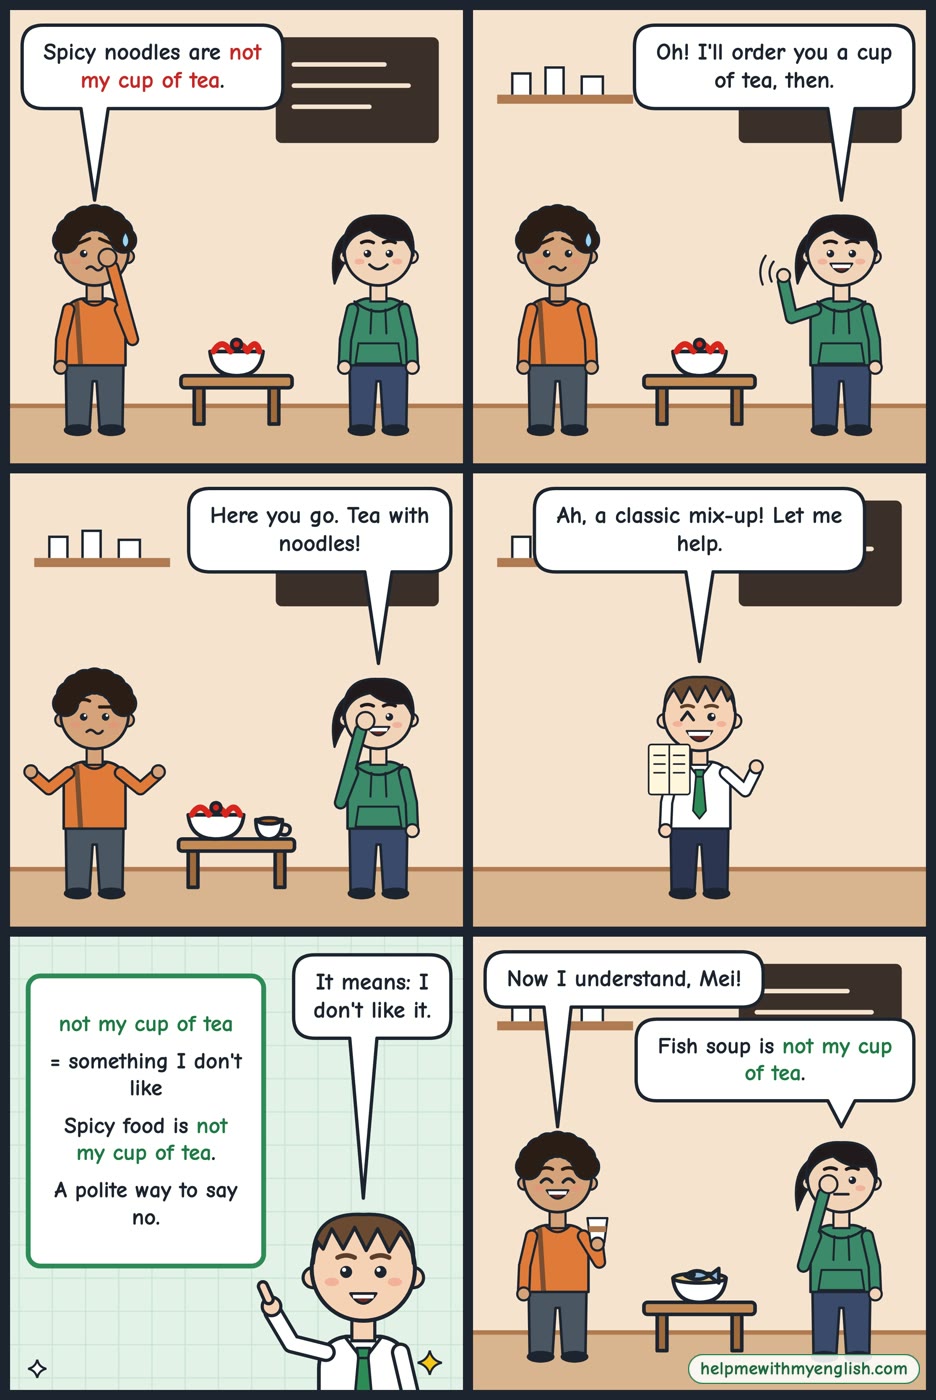 Spicy noodles are not
my cup of tea.
Oh! I'll order you a cup
of tea, then.
Here you go. Tea with
noodles!
Ah, a classic mix-up! Let me
help.
not my cup of tea
= something I don't
like
Spicy food is not
my cup of tea.
A polite way to say
no.
It means: I
don't like it.
Now I understand, Mei!
Fish soup is not my cup
of tea.
helpmewithmyenglish.com